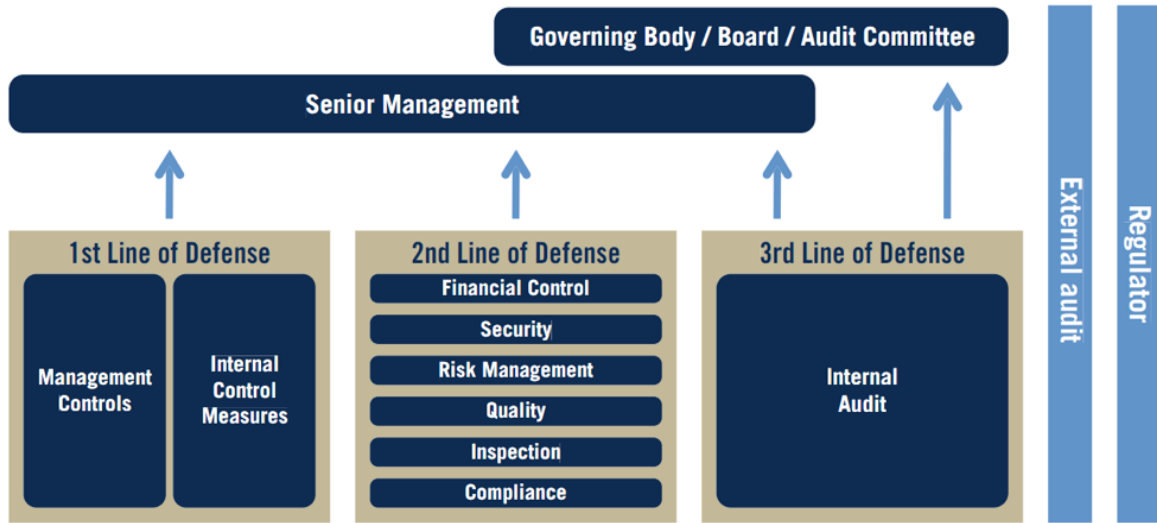 Governing Body / Board / Audit Committee
Senior Management
1st Line of Defense
Management
Controls
Internal
Control
Measures
2nd Line of Defense
Financial Control
Security
Risk Management
Quality
Inspection
Compliance
3rd Line of Defense
Internal
Audit
External audit
Regulator